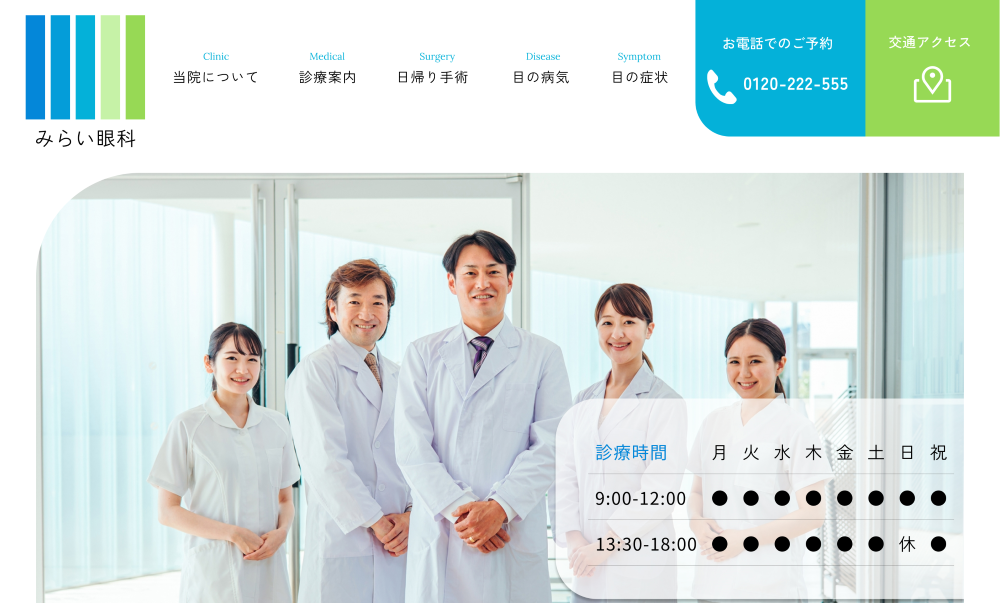 みらい眼科
Clinic
当院について
Medical
診療案内
Surgery
日帰り手術
Disease
目の病気
Symptom
目の症状
お電話でのご予約
0120-222-555
交通アクセス
診療時間 月 火 水 木 金 土 日 祝
9:00-12:00 ● ● ● ● ● ● ● ●
13:30-18:00 ● ● ● ● ● ● 休 ●